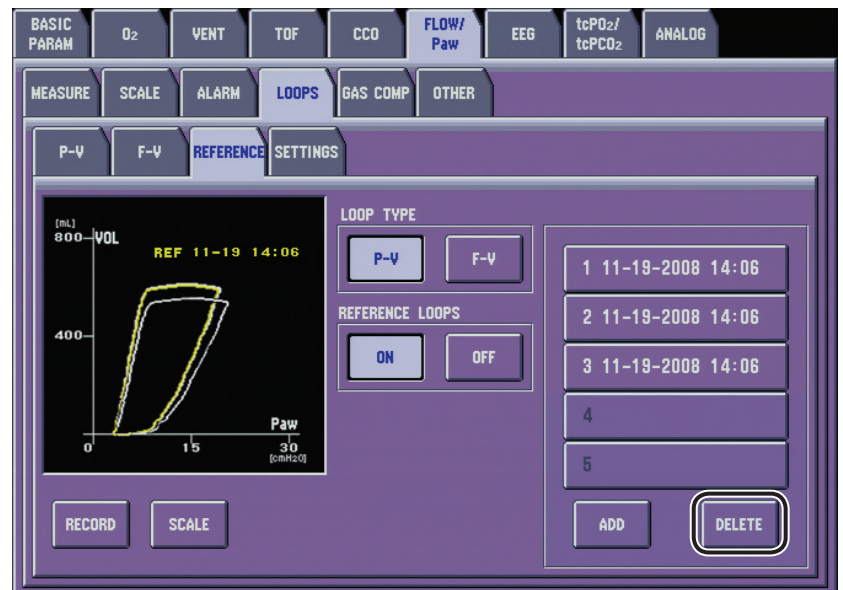 BASIC PARAM O2 VENT TOF CCO FLOW/ Paw EEG tcPO2/ tcPCO2 ANALOG
MEASURE SCALE ALARM LOOPS GAS COMP OTHER
P-V F-V REFERENCE SETTINGS
[mL]
800 VOL
REF 11-19 14:06
400
Paw
0 15 30
[cmH2O]
LOOP TYPE
P-V F-V
REFERENCE LOOPS
ON OFF
1 11-19-2008 14:06
2 11-19-2008 14:06
3 11-19-2008 14:06
4
5
RECORD SCALE
ADD DELETE